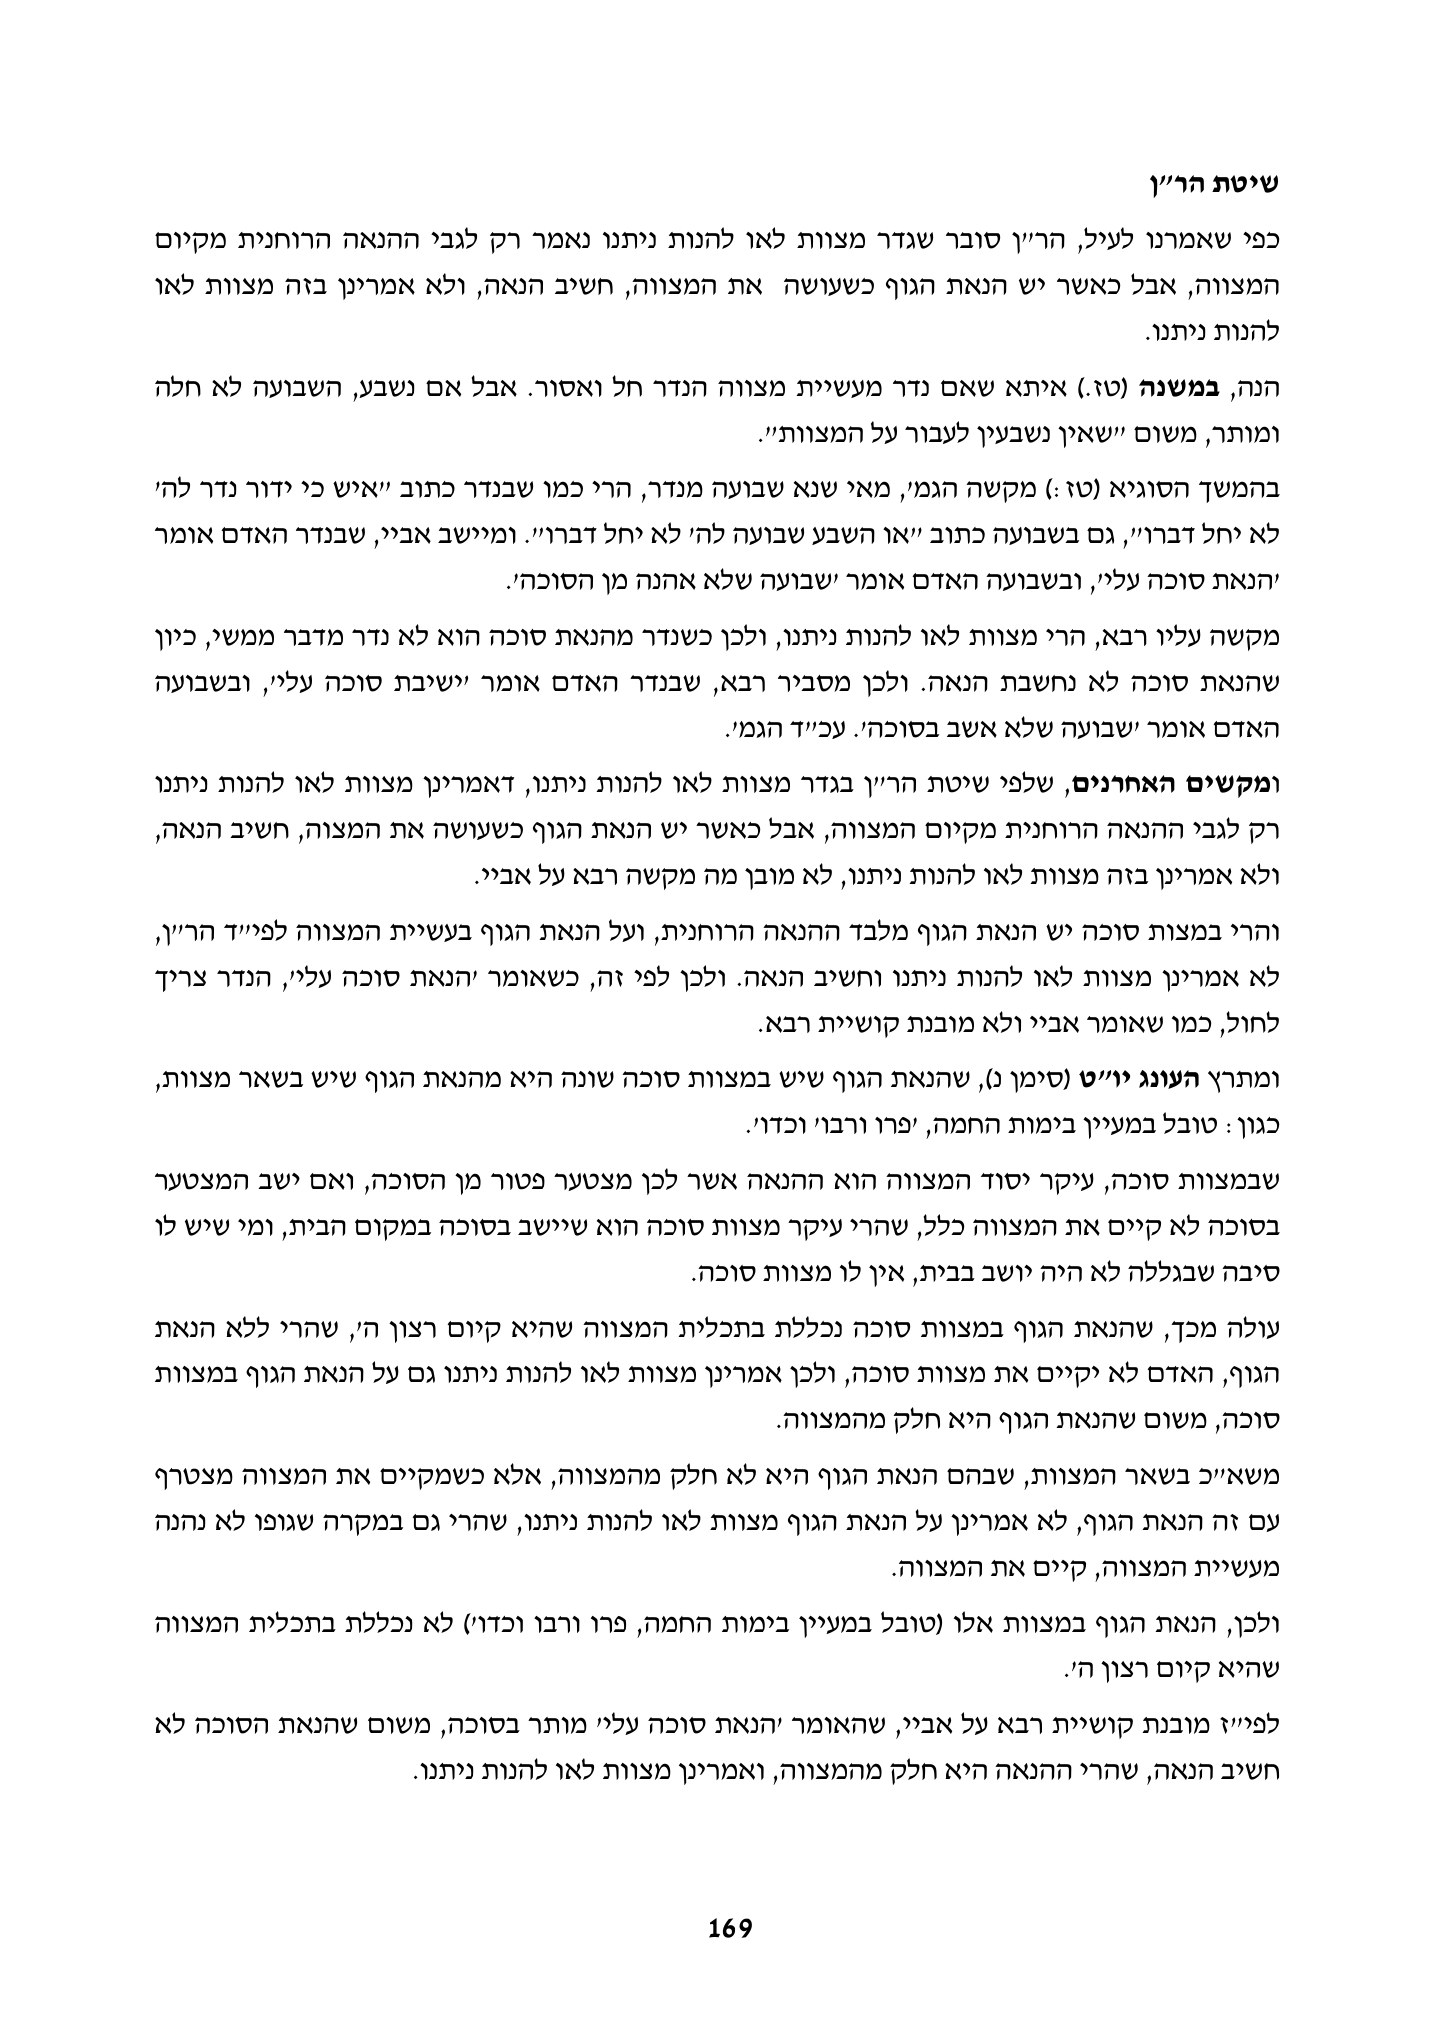 שיטת הר״ן
כפי שאמרנו לעיל, הר״ן סובר שגדר מצוות לאו להנות ניתנו נאמר רק לגבי ההנאה הרוחנית מקיום
המצווה, אבל כאשר יש הנאת הגוף כשעושה את המצווה, חשיב הנאה, ולא אמרינן בזה מצוות לאו
להנות ניתנו.
הנה, במשנה (טז.) איתא שאם נדר מעשיית מצווה הנדר חל ואסור. אבל אם נשבע, השבועה לא חלה
ומותר, משום ״שאין נשבעין לעבור על המצוות״.
בהמשך הסוגיא (טז:) מקשה הגמ׳, מאי שנא שבועה מנדר, הרי כמו שבנדר כתוב ״איש כי ידור נדר לה׳
לא יחל דברו״, גם בשבועה כתוב ״או השבע שבועה לה׳ לא יחל דברו״. ומיישב אביי, שבנדר האדם אומר
׳הנאת סוכה עלי׳, ובשבועה האדם אומר ׳שבועה שלא אהנה מן הסוכה׳.
מקשה עליו רבא, הרי מצוות לאו להנות ניתנו, ולכן כשנדר מהנאת סוכה הוא לא נדר מדבר ממשי, כיון
שהנאת סוכה לא נחשבת הנאה. ולכן מסביר רבא, שבנדר האדם אומר ׳ישיבת סוכה עלי׳, ובשבועה
האדם אומר ׳שבועה שלא אשב בסוכה׳. עכ״ד הגמ׳.
ומקשים האחרנים, שלפי שיטת הר״ן בגדר מצוות לאו להנות ניתנו, דאמרינן מצוות לאו להנות ניתנו
רק לגבי ההנאה הרוחנית מקיום המצווה, אבל כאשר יש הנאת הגוף כשעושה את המצוה, חשיב הנאה,
ולא אמרינן בזה מצוות לאו להנות ניתנו, לא מובן מה מקשה רבא על אביי.
והרי במצות סוכה יש הנאת הגוף מלבד ההנאה הרוחנית, ועל הנאת הגוף בעשיית המצווה לפי״ד הר״ן,
לא אמרינן מצוות לאו להנות ניתנו וחשיב הנאה. ולכן לפי זה, כשאומר ׳הנאת סוכה עלי׳, הנדר צריך
לחול, כמו שאומר אביי ולא מובנת קושיית רבא.
ומתרץ העונג יו״ט (סימן נ), שהנאת הגוף שיש במצוות סוכה שונה היא מהנאת הגוף שיש בשאר מצוות,
כגון: טובל במעיין בימות החמה, ׳פרו ורבו׳ וכדו׳.
שבמצוות סוכה, עיקר יסוד המצווה הוא ההנאה אשר לכן מצטער פטור מן הסוכה, ואם ישב המצטער
בסוכה לא קיים את המצווה כלל, שהרי עיקר מצוות סוכה הוא שיישב בסוכה במקום הבית, ומי שיש לו
סיבה שבגללה לא היה יושב בבית, אין לו מצוות סוכה.
עולה מכך, שהנאת הגוף במצוות סוכה נכללת בתכלית המצווה שהיא קיום רצון ה׳, שהרי ללא הנאת
הגוף, האדם לא יקיים את מצוות סוכה, ולכן אמרינן מצוות לאו להנות ניתנו גם על הנאת הגוף במצוות
סוכה, משום שהנאת הגוף היא חלק מהמצווה.
משא״כ בשאר המצוות, שבהם הנאת הגוף היא לא חלק מהמצווה, אלא כשמקיים את המצווה מצטרף
עם זה הנאת הגוף, לא אמרינן על הנאת הגוף מצוות לאו להנות ניתנו, שהרי גם במקרה שגופו לא נהנה
מעשיית המצווה, קיים את המצווה.
ולכן, הנאת הגוף במצוות אלו (טובל במעיין בימות החמה, פרו ורבו וכדו׳) לא נכללת בתכלית המצווה
שהיא קיום רצון ה׳.
לפי״ז מובנת קושיית רבא על אביי, שהאומר ׳הנאת סוכה עלי׳ מותר בסוכה, משום שהנאת הסוכה לא
חשיב הנאה, שהרי ההנאה היא חלק מהמצווה, ואמרינן מצוות לאו להנות ניתנו.
169